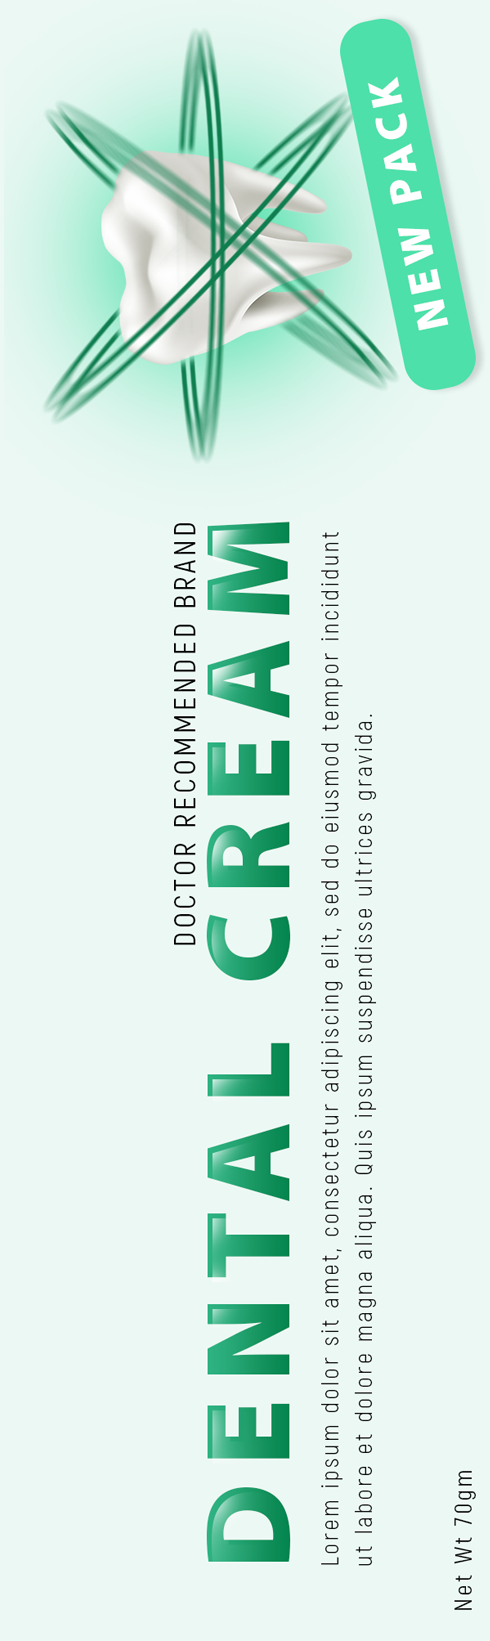 DOCTOR RECOMMENDED BRAND
DENTAL CREAM
Lorem ipsum dolor sit amet, consectetur adipiscing elit, sed do eiusmod tempor incididunt
ut labore et dolore magna aliqua. Quis ipsum suspendisse ultrices gravida.
NEW PACK
Net Wt 70gm